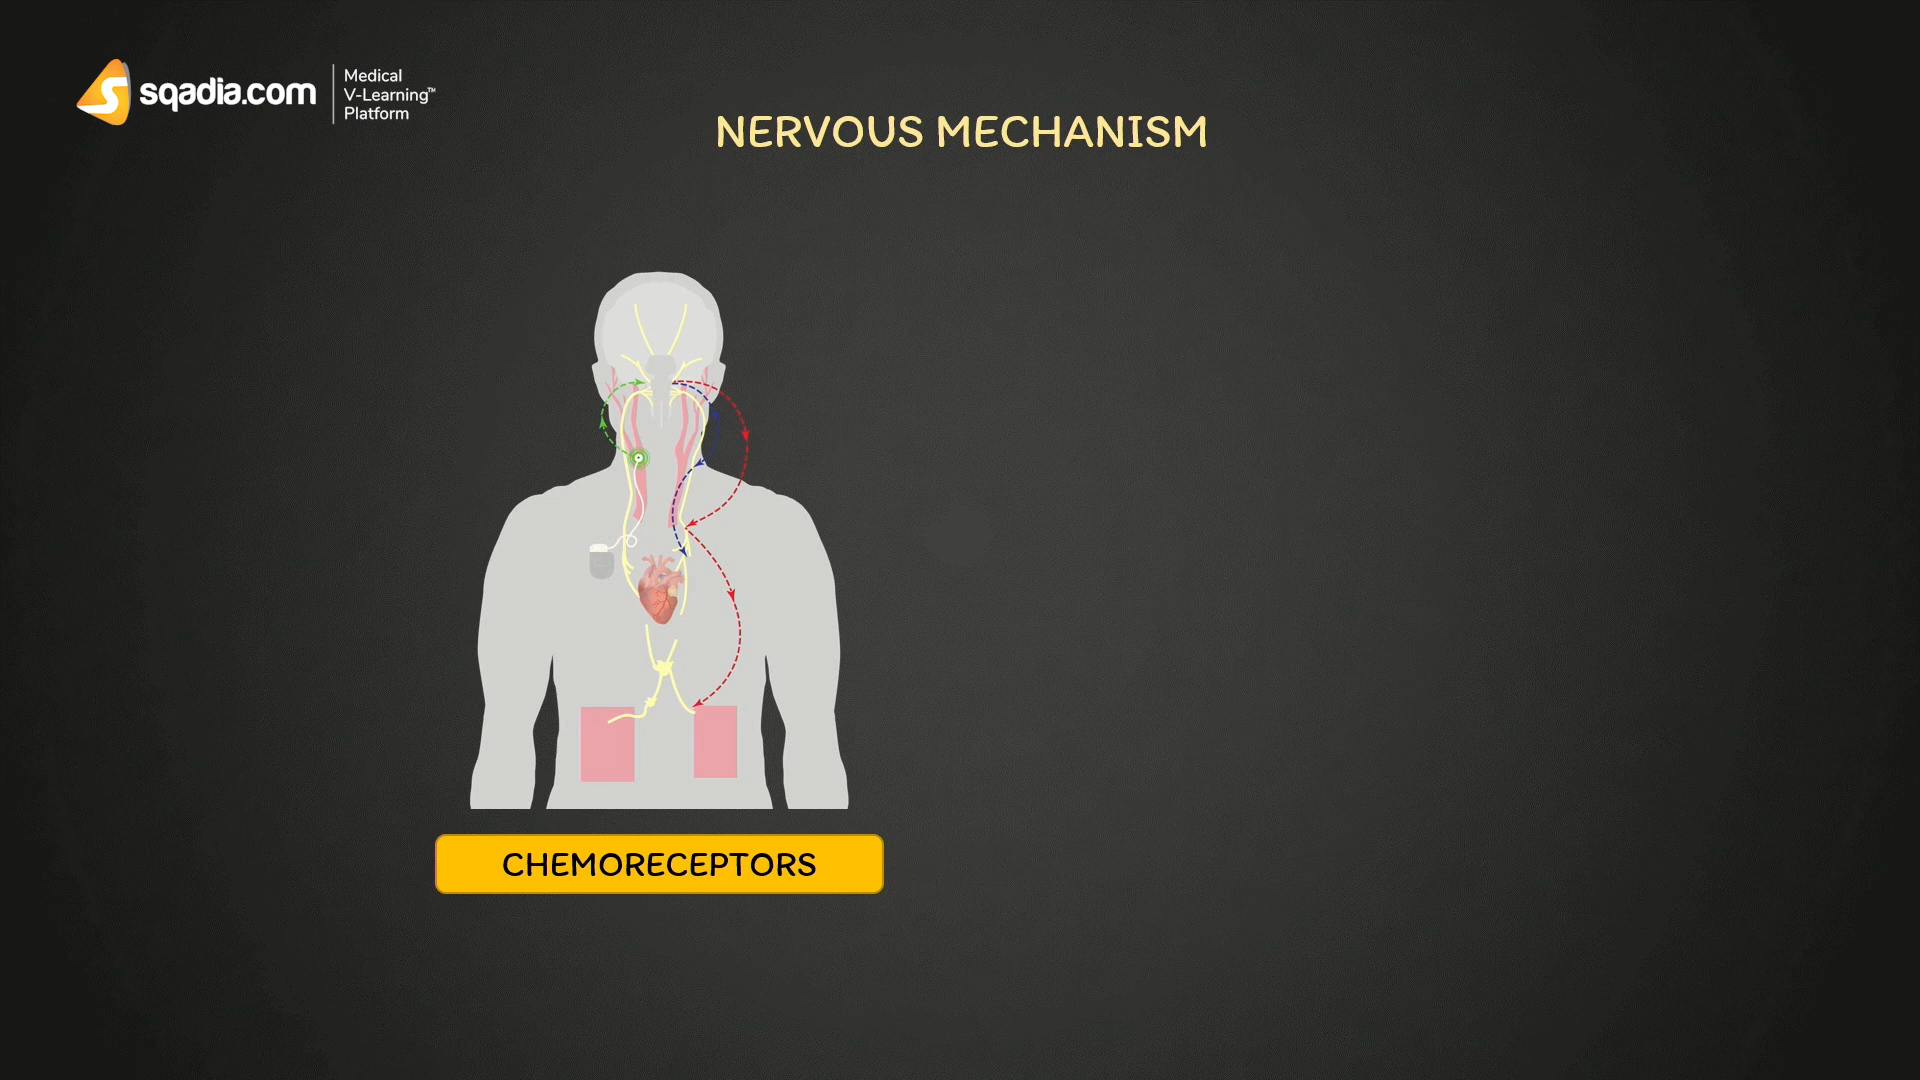 sqadia.com
Medical
V-Learning™
Platform
NERVOUS MECHANISM
CHEMORECEPTORS